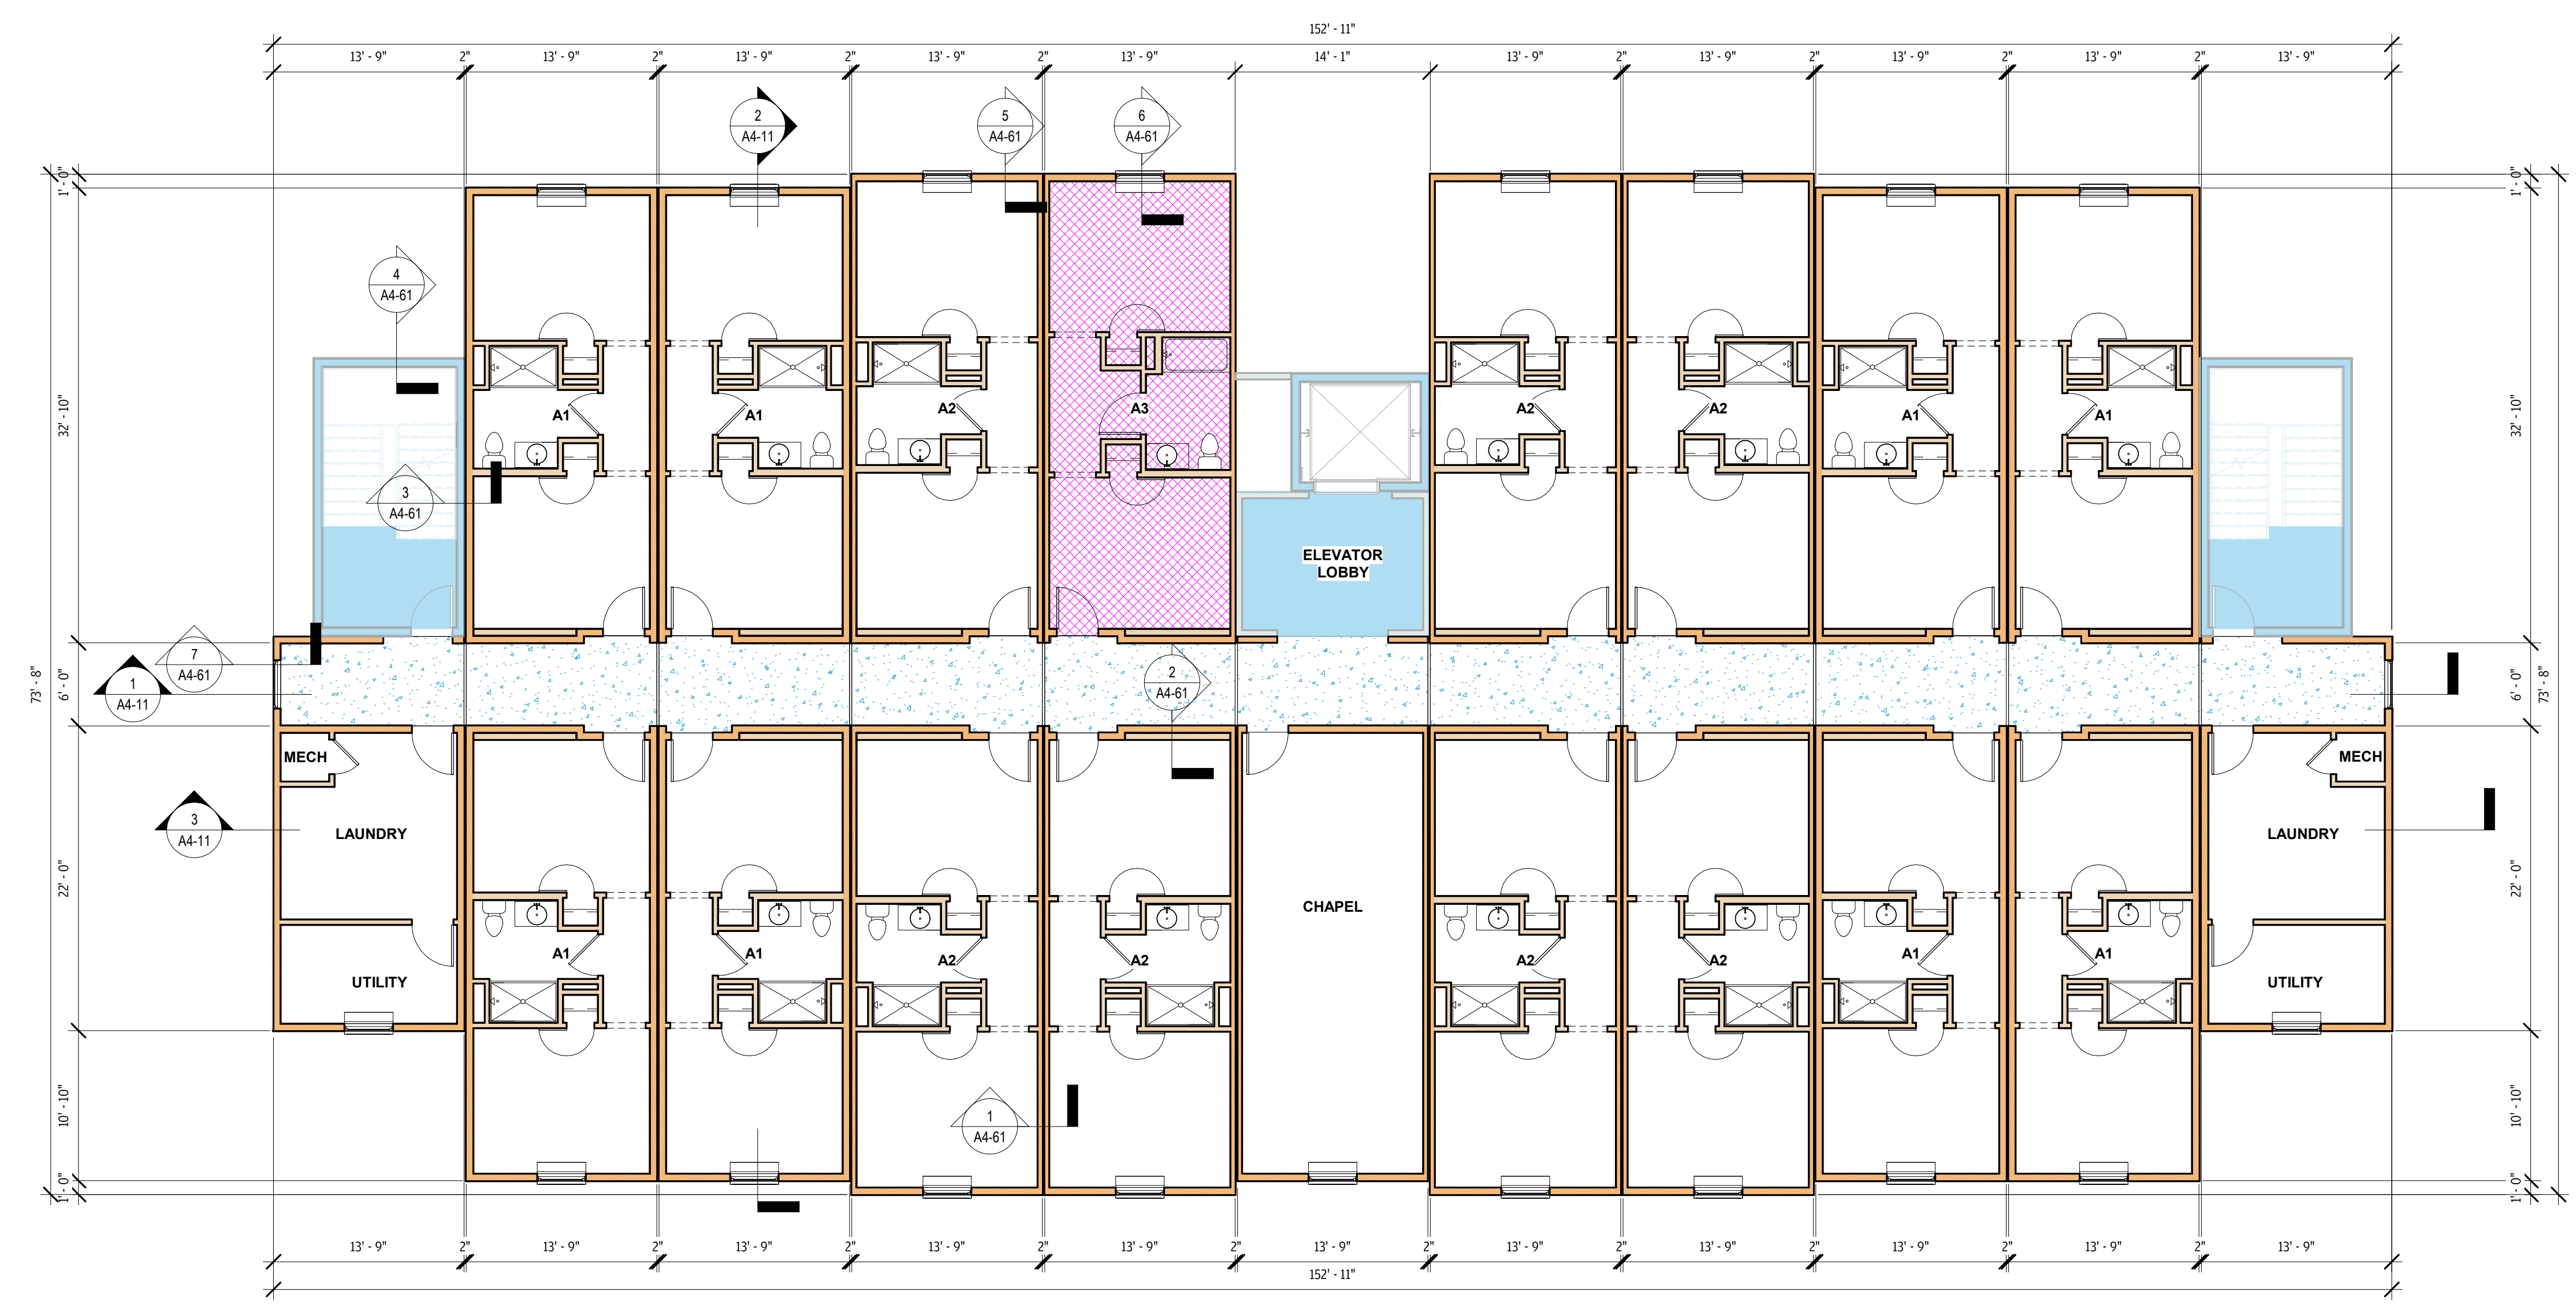 152' - 11"
13' - 9" 2" 13' - 9" 2" 13' - 9" 2" 13' - 9" 2" 13' - 9" 14' - 1" 13' - 9" 2" 13' - 9" 2" 13' - 9" 2" 13' - 9" 2" 13' - 9"
2
A4-11
5
A4-61
6
A4-61
1' - 0"
1' - 0"
4
A4-61
32' - 10"
A1
A1
A2
A3
A2
A2
A1
A1
32' - 10"
3
A4-61
ELEVATOR
LOBBY
7
A4-61
1
A4-11
2
A4-61
73' - 8"
6' - 0"
6' - 0"
73' - 8"
MECH
MECH
3
A4-11
LAUNDRY
LAUNDRY
22' - 0"
CHAPEL
22' - 0"
A1
A1
A2
A2
A2
A2
A1
A1
UTILITY
UTILITY
10' - 10"
1
A4-61
10' - 10"
1' - 0"
1' - 0"
13' - 9" 2" 13' - 9" 2" 13' - 9" 2" 13' - 9" 2" 13' - 9" 2" 13' - 9" 2" 13' - 9" 2" 13' - 9" 2" 13' - 9" 2" 13' - 9" 2" 13' - 9"
152' - 11"